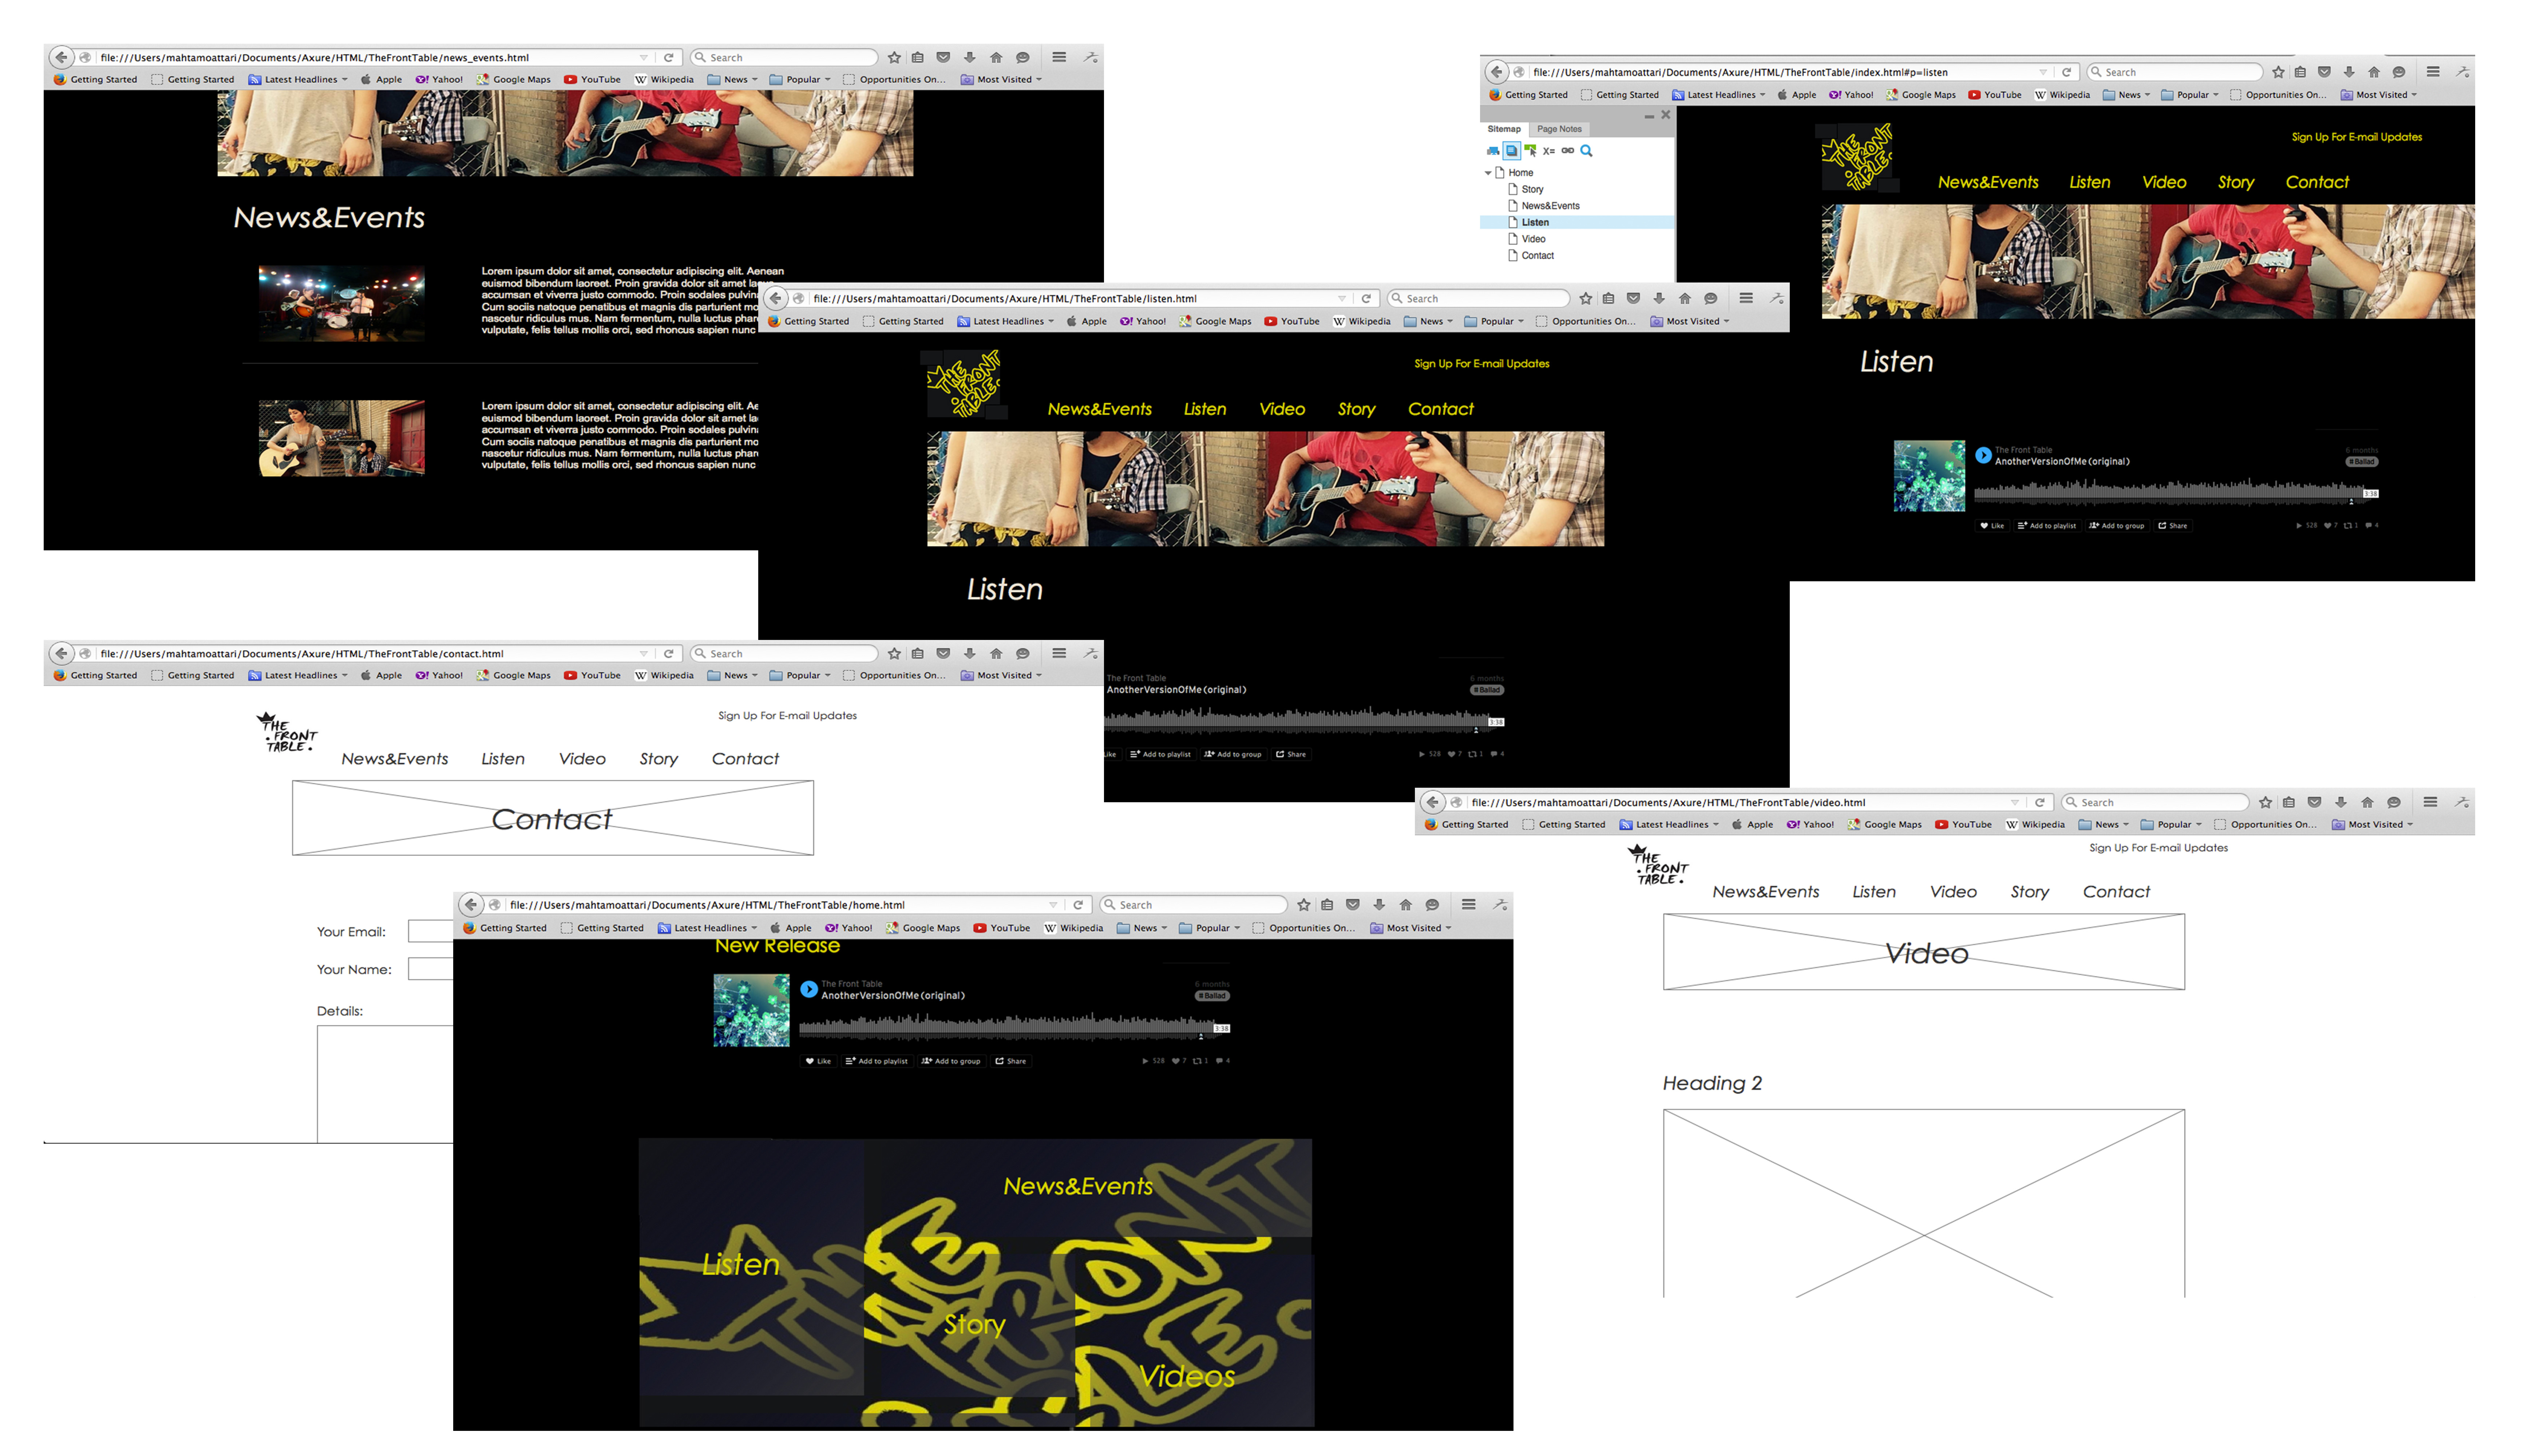 file:///Users/mahtamoattari/Documents/Axure/HTML/TheFrontTable/news_events.html
Search
Getting Started Getting Started Latest Headlines Apple Yahoo! Google Maps YouTube Wikipedia News Popular Opportunities On... Most Visited
News&Events
Lorem ipsum dolor sit amet, consectetur adipiscing elit. Aenean
euismod bibendum laoreet. Proin gravida dolor sit amet lacus
accumsan et viverra justo commodo. Proin sodales pulvin
Cum sociis natoque penatibus et magnis dis parturient mo
nascetur ridiculus mus. Nam fermentum, nulla luctus phar
vulputate, felis tellus mollis orci, sed rhoncus sapien nunc
Lorem ipsum dolor sit amet, consectetur adipiscing elit. Ae
euismod bibendum laoreet. Proin gravida dolor sit amet la
accumsan et viverra justo commodo. Proin sodales pulvin
Cum sociis natoque penatibus et magnis dis parturient mo
nascetur ridiculus mus. Nam fermentum, nulla luctus phar
vulputate, felis tellus mollis orci, sed rhoncus sapien nunc
file:///Users/mahtamoattari/Documents/Axure/HTML/TheFrontTable/index.html#p=listen
Search
Getting Started Getting Started Latest Headlines Apple Yahoo! Google Maps YouTube Wikipedia News Popular Opportunities On... Most Visited
Sitemap Page Notes
X=
Home
Story
News&Events
Listen
Video
Contact
THE FRONT TABLE
Sign Up For E-mail Updates
News&Events Listen Video Story Contact
Listen
The Front Table
6 months
AnotherVersionOfMe (original)
# Ballad
3:38
Like Add to playlist Add to group Share
528 7 1 4
file:///Users/mahtamoattari/Documents/Axure/HTML/TheFrontTable/listen.html
Search
Getting Started Getting Started Latest Headlines Apple Yahoo! Google Maps YouTube Wikipedia News Popular Opportunities On... Most Visited
THE FRONT TABLE
Sign Up For E-mail Updates
News&Events Listen Video Story Contact
Listen
The Front Table
6 months
AnotherVersionOfMe (original)
# Ballad
3:38
ike Add to playlist Add to group Share
528 7 1 4
file:///Users/mahtamoattari/Documents/Axure/HTML/TheFrontTable/contact.html
Search
Getting Started Getting Started Latest Headlines Apple Yahoo! Google Maps YouTube Wikipedia News Popular Opportunities On... Most Visited
THE
.FRONT
TABLE.
Sign Up For E-mail Updates
News&Events Listen Video Story Contact
Contact
Your Email:
Your Name:
Details:
file:///Users/mahtamoattari/Documents/Axure/HTML/TheFrontTable/home.html
Search
Getting Started Getting Started Latest Headlines Apple Yahoo! Google Maps YouTube Wikipedia News Popular Opportunities On... Most Visited
New Release
The Front Table
6 months
AnotherVersionOfMe (original)
# Ballad
3:38
Like Add to playlist Add to group Share
528 7 1 4
News&Events
Listen
Story
Videos
file:///Users/mahtamoattari/Documents/Axure/HTML/TheFrontTable/video.html
Search
Getting Started Getting Started Latest Headlines Apple Yahoo! Google Maps YouTube Wikipedia News Popular Opportunities On... Most Visited
THE
.FRONT
TABLE.
Sign Up For E-mail Updates
News&Events Listen Video Story Contact
Video
Heading 2